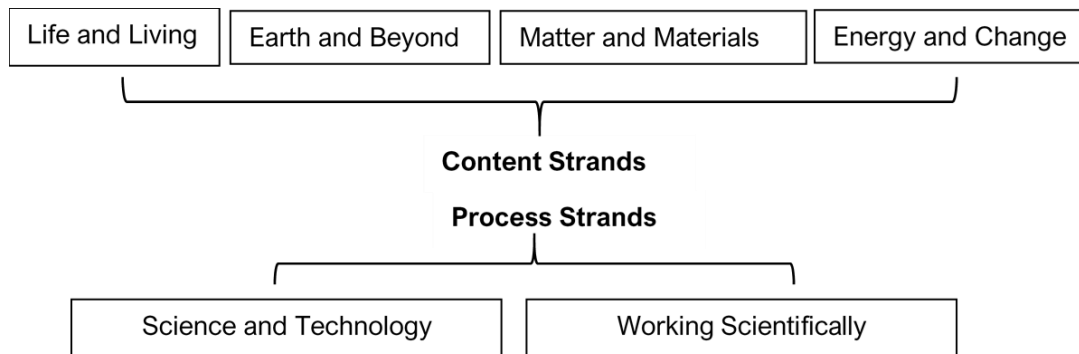 Life and Living
Earth and Beyond
Matter and Materials
Energy and Change
Content Strands
Process Strands
Science and Technology
Working Scientifically